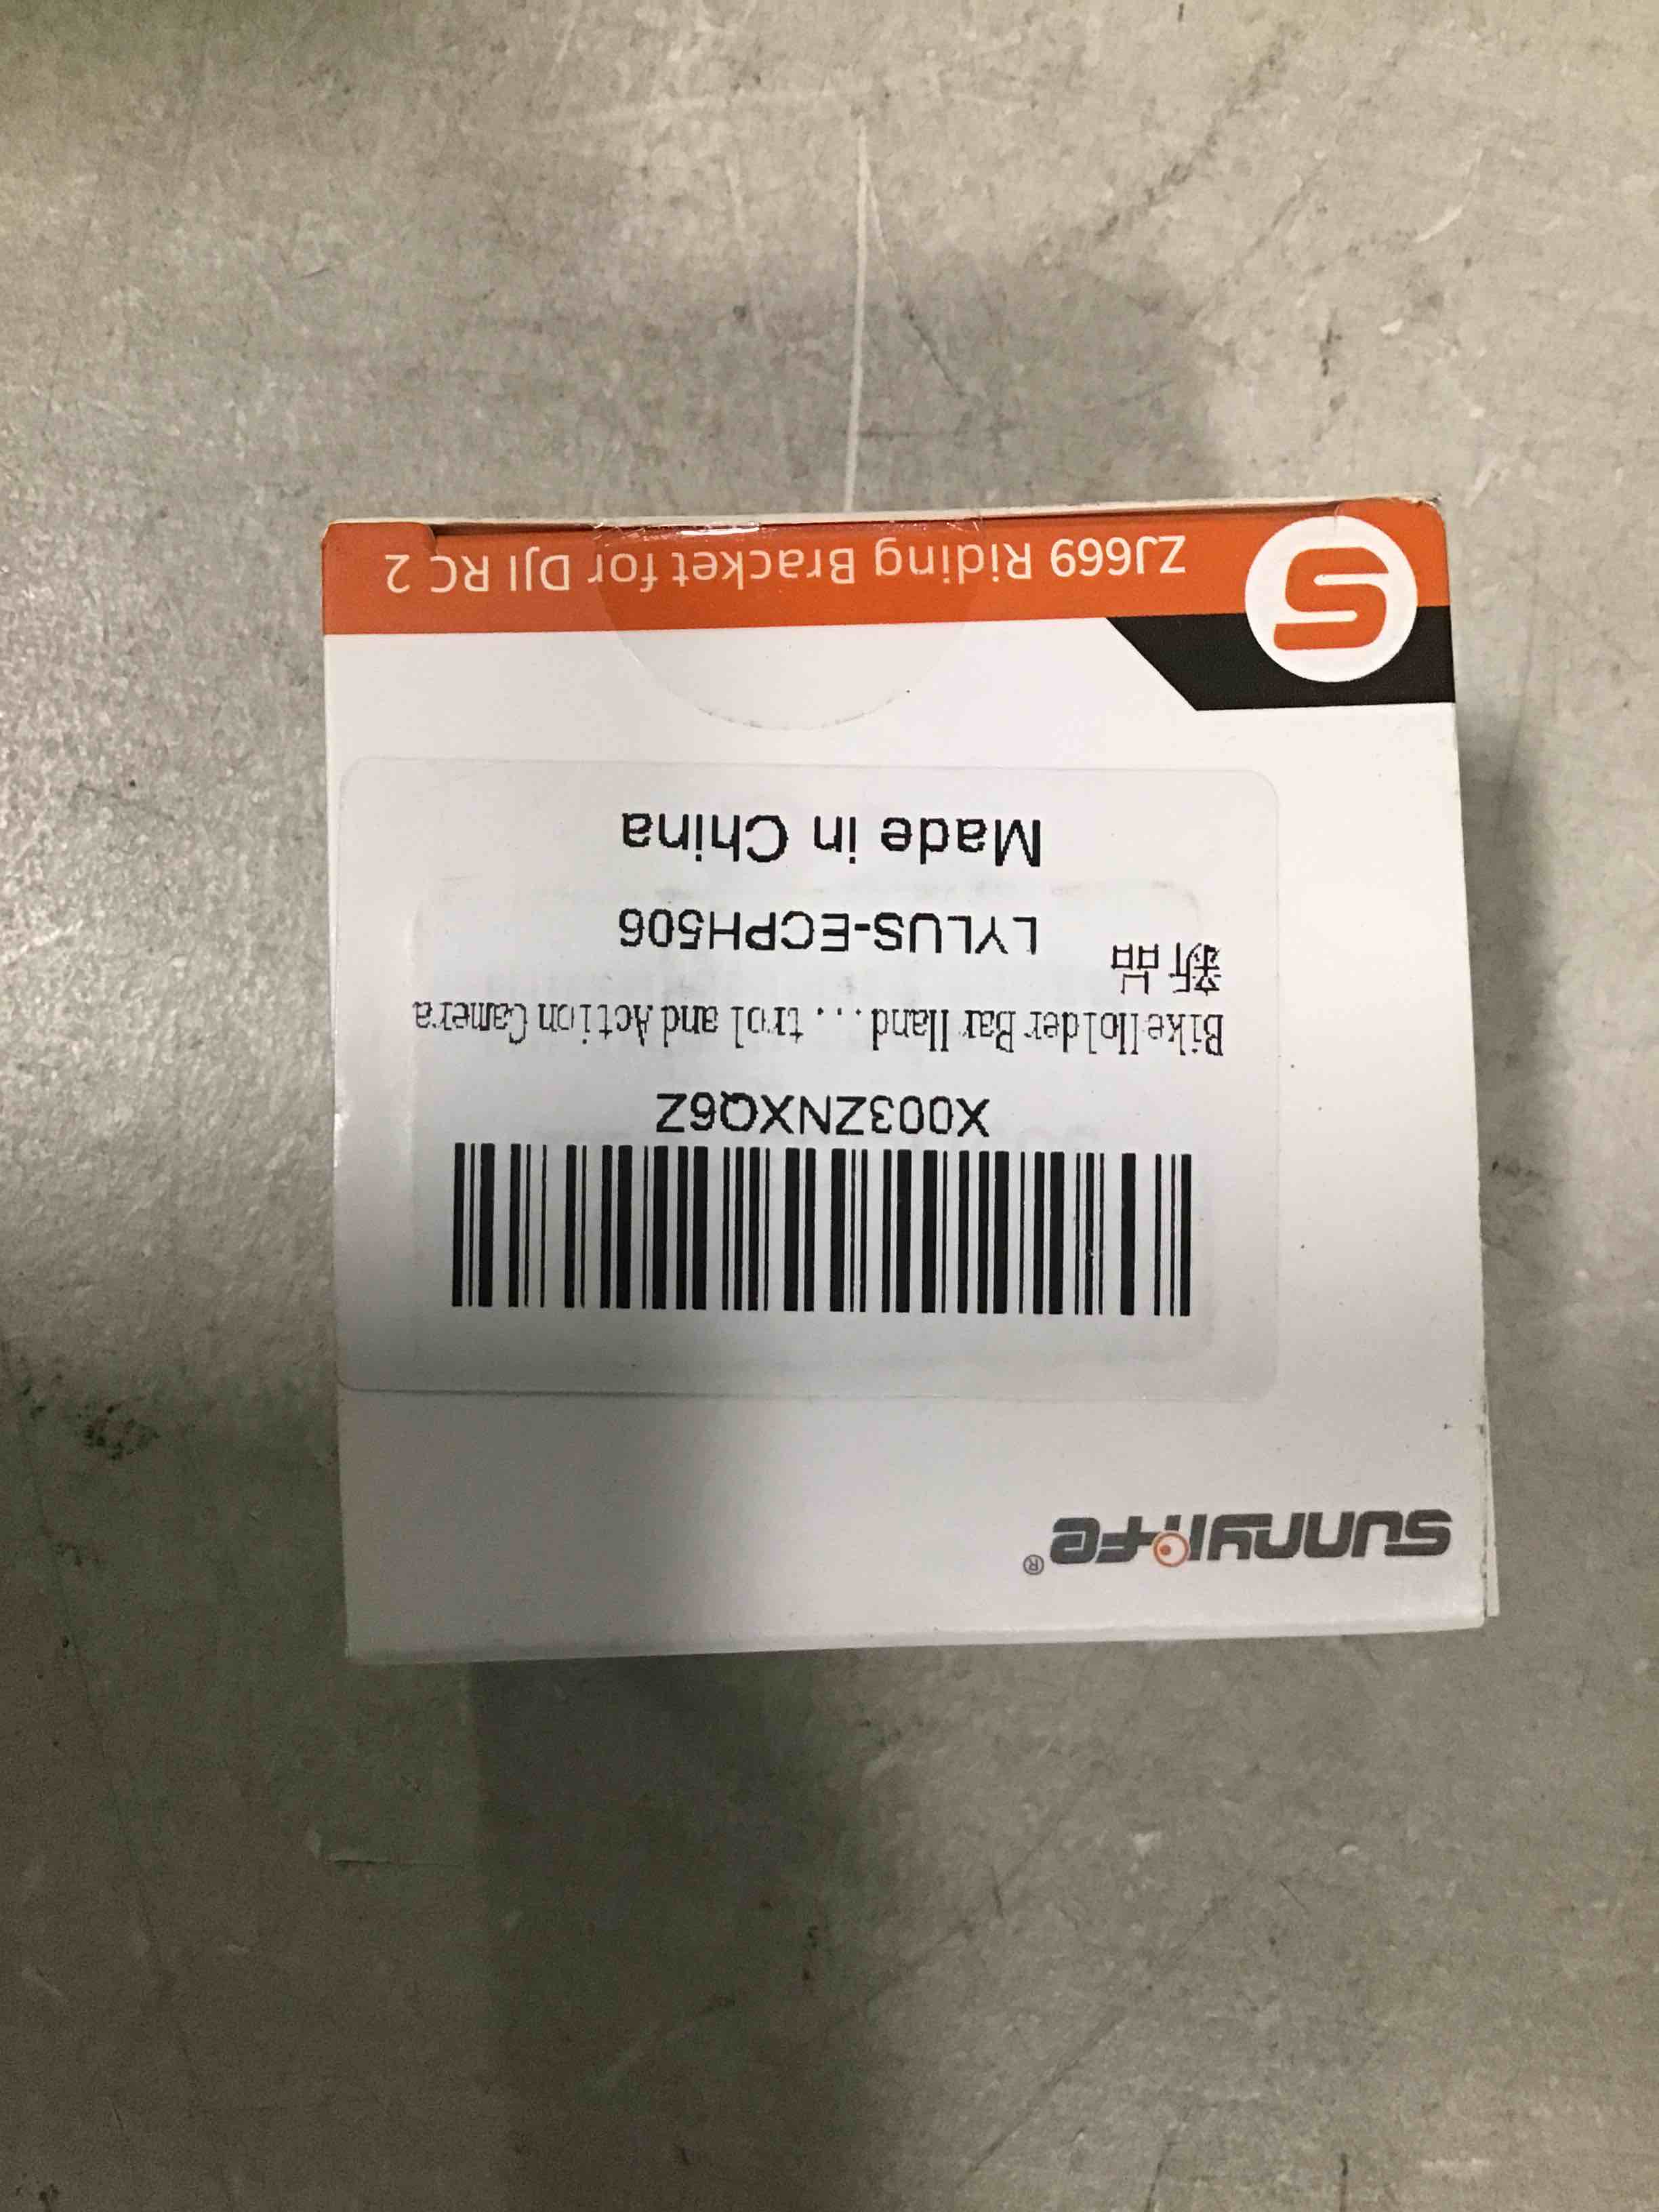 sunnylife®
X003ZNXQ6Z
Bike Holder Bar Hand... trol and Action Camera
新品
LYLUS-ECPH506
Made in China
S
ZJ669 Riding Bracket for DJI RC 2